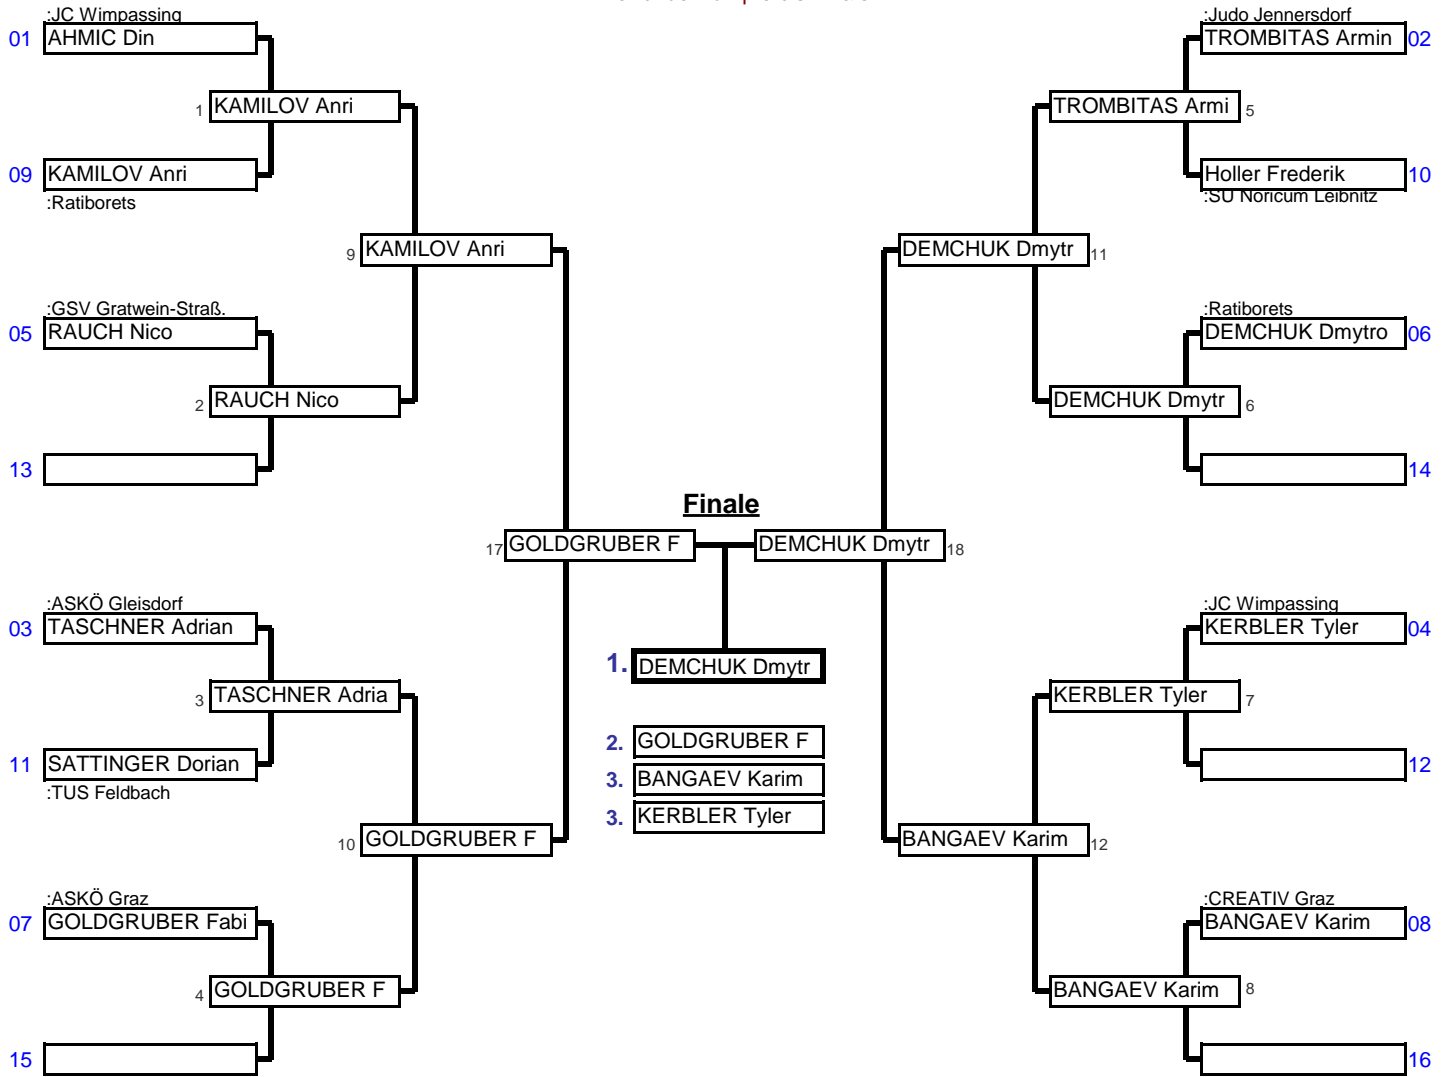 :JC Wimpassing
01 AHMIC Din
1 KAMILOV Anri
09 KAMILOV Anri
:Ratiborets
9 KAMILOV Anri
:GSV Gratwein-Straß.
05 RAUCH Nico
2 RAUCH Nico
13
17 GOLDGRUBER F
:ASKÖ Gleisdorf
03 TASCHNER Adrian
3 TASCHNER Adria
11 SATTINGER Dorian
:TUS Feldbach
10 GOLDGRUBER F
:ASKÖ Graz
07 GOLDGRUBER Fabi
4 GOLDGRUBER F
15
Finale
1. DEMCHUK Dmytr
2. GOLDGRUBER F
3. BANGAEV Karim
3. KERBLER Tyler
:Judo Jennersdorf
TROMBITAS Armin 02
TROMBITAS Armi 5
Holler Frederik 10
:SU Noricum Leibnitz
DEMCHUK Dmytr 11
:Ratiborets
DEMCHUK Dmytro 06
DEMCHUK Dmytr 6
14
DEMCHUK Dmytr 18
:JC Wimpassing
KERBLER Tyler 04
KERBLER Tyler 7
12
BANGAEV Karim 12
:CREATIV Graz
BANGAEV Karim 08
BANGAEV Karim 8
16